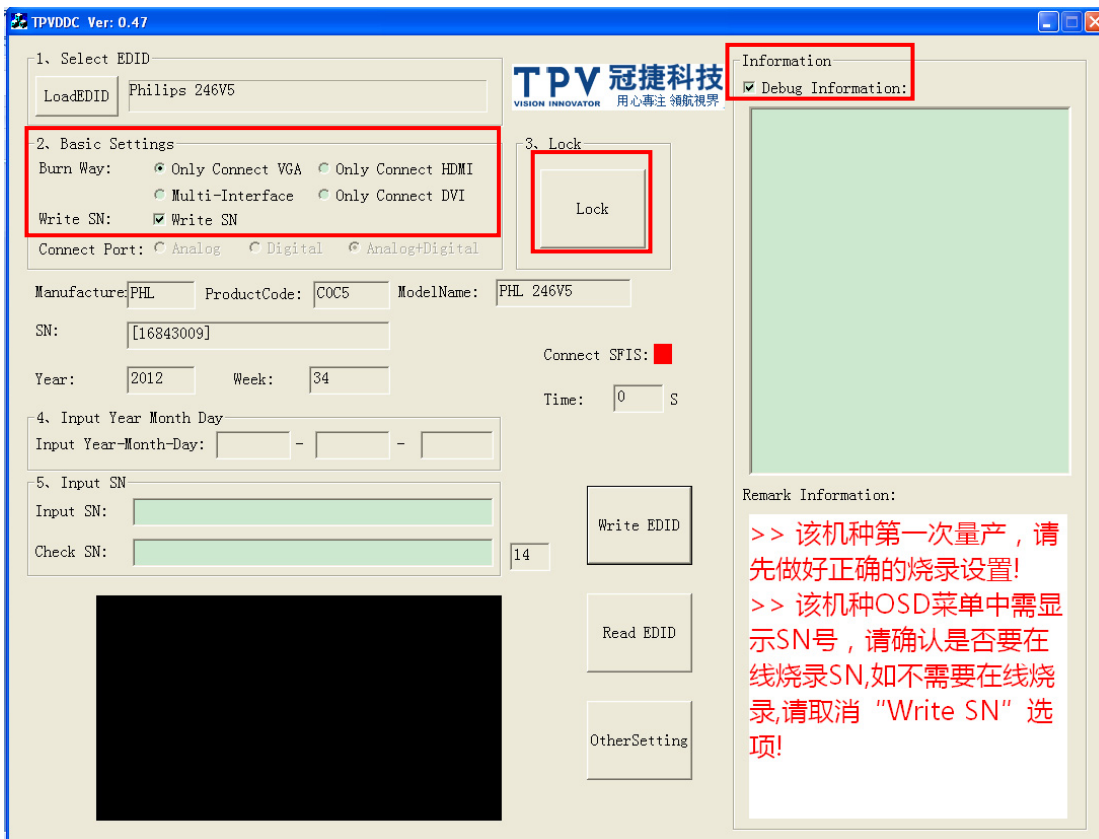 TPVDDC Ver: 0.47
1、Select EDID
LoadEDID
Philips 246V5
TPV 冠捷科技
VISION INNOVATOR 用心專注 領航視界
Information
Debug Information:
2、Basic Settings
Burn Way: Only Connect VGA Only Connect HDMI
Multi-Interface Only Connect DVI
Write SN: Write SN
Connect Port: Analog Digital Analog+Digital
3、Lock
Lock
Manufacture: PHL ProductCode: C0C5 ModelName: PHL 246V5
SN: [16843009]
Year: 2012 Week: 34
Connect SFIS:
Time: 0 S
4、Input Year Month Day
Input Year-Month-Day: - -
5、Input SN
Input SN:
Check SN:
14
Write EDID
Read EDID
OtherSetting
Remark Information:
>> 该机种第一次量产，请
先做好正确的烧录设置!
>> 该机种OSD菜单中需显
示SN号，请确认是否要在
线烧录SN,如不需要在线烧
录,请取消“Write SN”选
项!